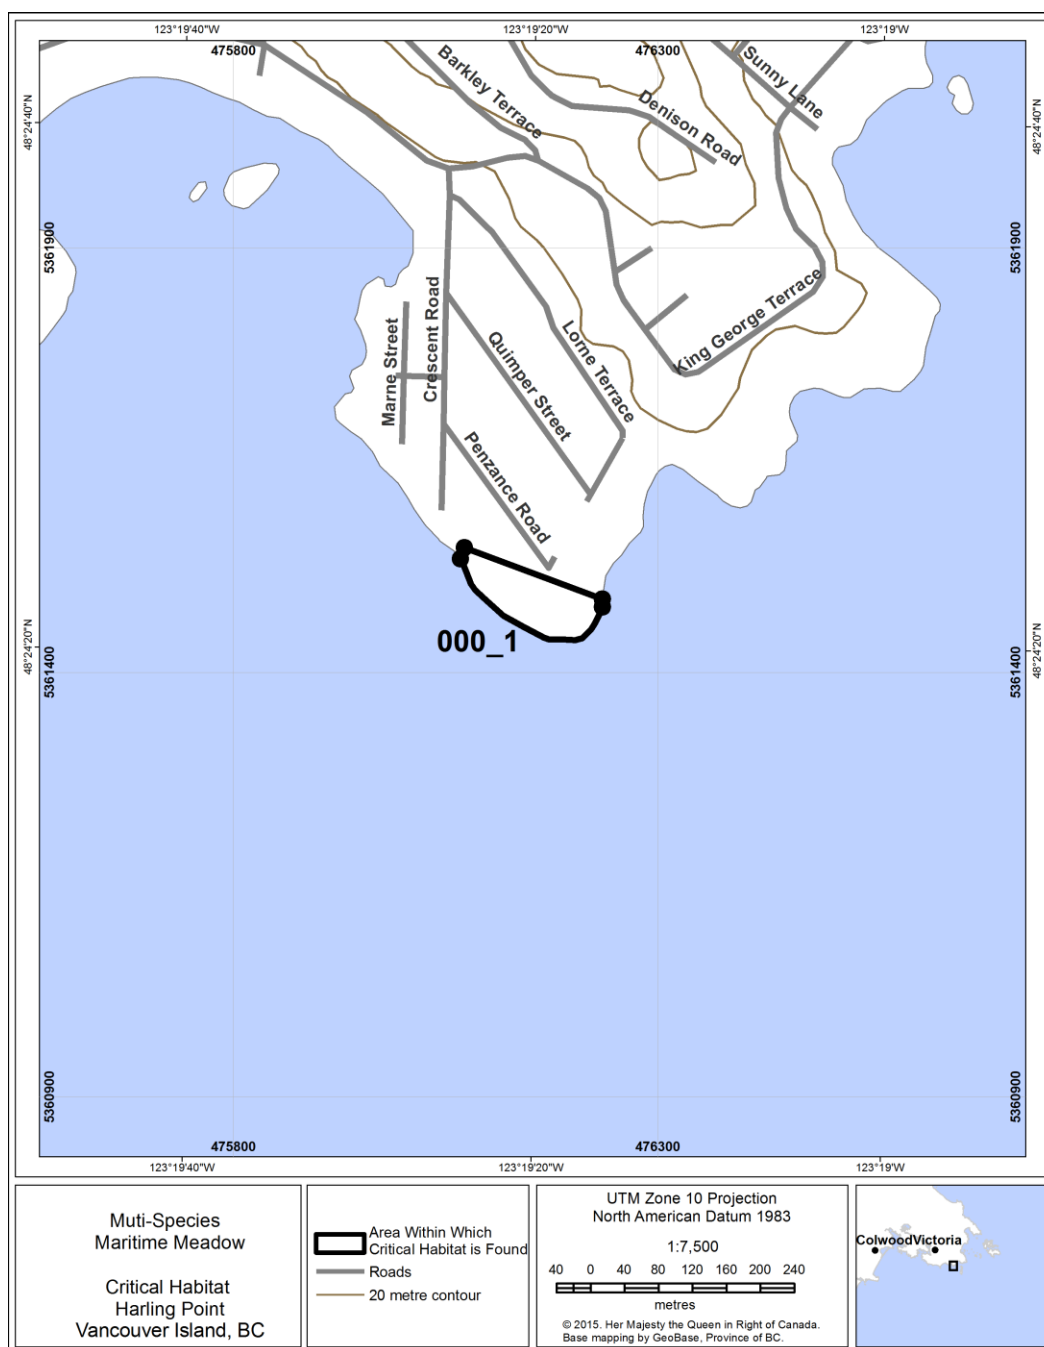 123°19'40"W
123°19'20"W
123°19'W
475800
476300
48°24'40"N
48°24'40"N
Barkley Terrace
Denison Road
Sunny Lane
5361900
5361900
Marne Street
Crescent Road
Quimper Street
Lorne Terrace
King George Terrace
Penzance Road
000_1
48°24'20"N
48°24'20"N
5361400
5361400
5360900
5360900
475800
476300
123°19'40"W
123°19'20"W
123°19'W
Muti-Species
Maritime Meadow
Critical Habitat
Harling Point
Vancouver Island, BC
Area Within Which
Critical Habitat is Found
Roads
20 metre contour
UTM Zone 10 Projection
North American Datum 1983
1:7,500
40 0 40 80 120 160 200 240
metres
© 2015. Her Majesty the Queen in Right of Canada.
Base mapping by GeoBase, Province of BC.
Colwood Victoria